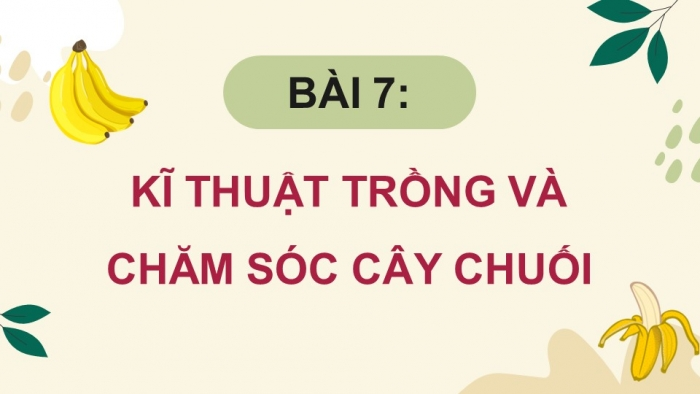 BÀI 7:
KĨ THUẬT TRỒNG VÀ
CHĂM SÓC CÂY CHUỐI